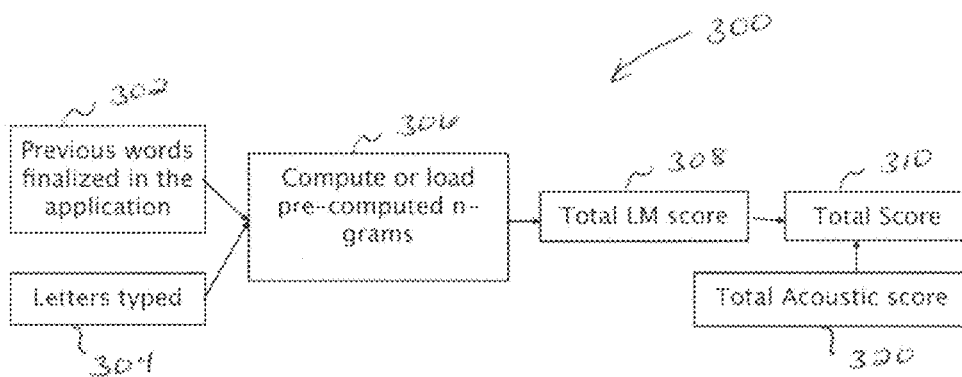 300
302
Previous words
finalized in the
application
306
Compute or load
pre-computed n-
grams
308
Total LM score
310
Total Score
Letters typed
304
Total Acoustic score
320